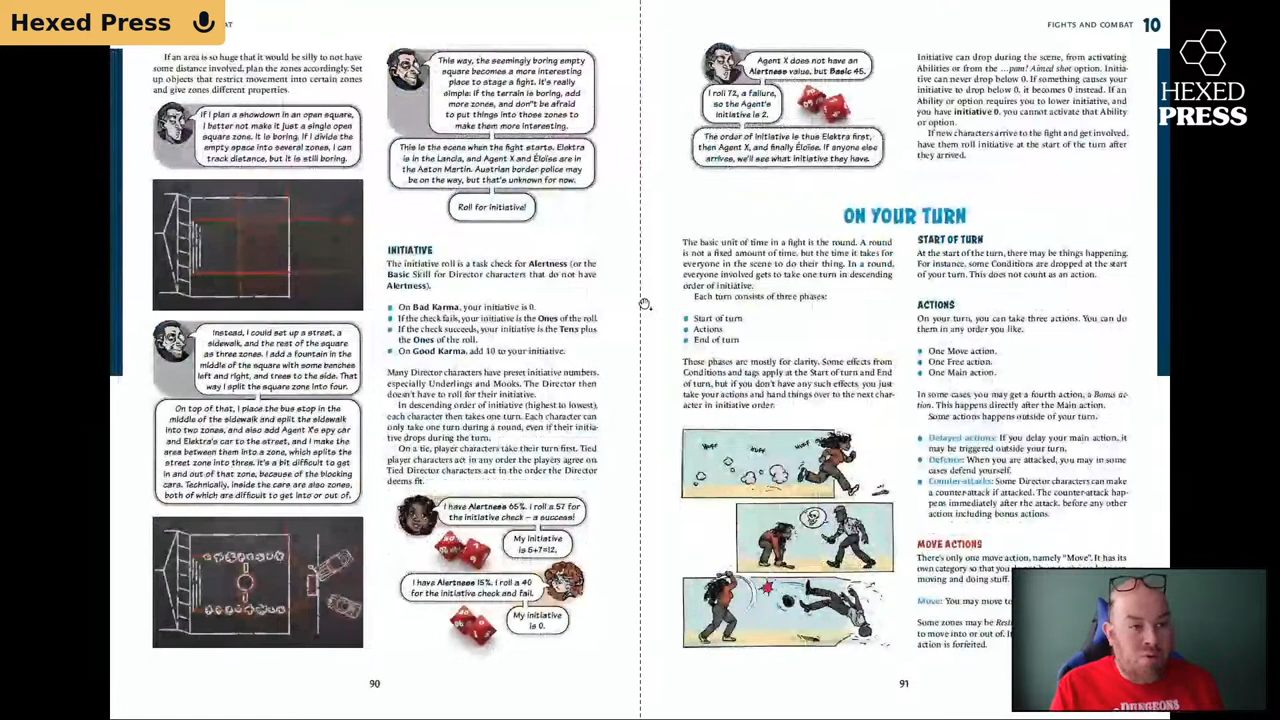 Hexed Press
AT
If an area is so huge that it would be silly to not have
some distance involved, plan the zones accordingly. Set
up objects that restrict movement into certain zones
and give zones different properties.
If I plan a showdown in an open square,
I better not make it just a single open
square zone. It is boring. If I divide the
empty space into several zones, I can
track distance, but it is still boring.
Instead, I could set up a street, a
sidewalk, and the rest of the square
as three zones. I add a fountain in the
middle of the square with some benches
left and right, and trees to the side. That
way I split the square zone into four.
On top of that, I place the bus stop in the
middle of the sidewalk and split the sidewalk
into two zones, and also add Agent X's spy car
and Elektra's car to the street, and I make the
area between them into a zone, which splits the
street zone into three. It's a bit difficult to get
in and out of that zone, because of the blocking
cars. Technically, inside the cars are also zones,
both of which are difficult to get into or out of.
This way, the seemingly boring empty
square becomes a more interesting
place to stage a fight. It's really
simple: if the terrain is boring, add
more zones, and don't be afraid
to put things into those zones to
make them more interesting.
This is the scene when the fight starts. Elektra
is in the Lancia, and Agent X and Éloïse are in
the Aston Martin. Austrian border police may
be on the way, but that's unknown for now.
Roll for initiative!
INITIATIVE
The initiative roll is a task check for Alertness (or the
Basic Skill for Director characters that do not have
Alertness).
On Bad Karma, your initiative is 0.
If the check fails, your initiative is the Ones of the roll.
If the check succeeds, your initiative is the Tens plus
the Ones of the roll.
On Good Karma, add 10 to your initiative.
Many Director characters have preset initiative numbers,
especially Underlings and Mooks. The Director then
doesn't have to roll for their initiative.
In descending order of initiative (highest to lowest),
each character then takes one turn. Each character can
only take one turn during a round, even if their initia-
tive drops during the turn.
On a tie, player characters take their turn first. Tied
player characters act in any order the players agree on.
Tied Director characters act in the order the Director
deems fit.
I have Alertness 65%. I roll a 57 for
the initiative check – a success!
My initiative
is 5+7=12.
I have Alertness 15%. I roll a 40
for the initiative check and fail.
My initiative
is 0.
90
FIGHTS AND COMBAT 10
Agent X does not have an
Alertness value, but Basic 45.
I roll 72, a failure,
so the Agent's
initiative is 2.
The order of initiative is thus Elektra first,
then Agent X, and finally Éloïse. If anyone else
arrives, we'll see what initiative they have.
Initiative can drop during the scene, from activating
Abilities or from the ...pam! Aimed shot option. Initia-
tive can never drop below 0. If something causes your
initiative to drop below 0, it becomes 0 instead. If an
Ability or option requires you to lower initiative, and
you have initiative 0, you cannot activate that Ability
or option.
If new characters arrive to the fight and get involved,
have them roll initiative at the start of the turn after
they arrived.
ON YOUR TURN
The basic unit of time in a fight is the round. A round
is not a fixed amount of time, but the time it takes for
everyone in the scene to do their thing. In a round,
everyone involved gets to take one turn in descending
order of initiative.
Each turn consists of three phases:
Start of turn
Actions
End of turn
These phases are mostly for clarity. Some effects from
Conditions and tags apply at the Start of turn and End
of turn, but if you don't have any such effects, you just
take your actions and hand things over to the next char-
acter in initiative order.
HUFF
HUFF
HUFF
START OF TURN
At the start of the turn, there may be things happening.
For instance, some Conditions are dropped at the start
of your turn. This does not count as an action.
ACTIONS
On your turn, you can take three actions. You can do
them in any order you like.
One Move action.
One Free action.
One Main action.
In some cases, you may get a fourth action, a Bonus ac-
tion. This happens directly after the Main action.
Some actions happens outside of your turn.
Delayed actions: If you delay your main action, it
may be triggered outside your turn.
Defence: When you are attacked, you may in some
cases defend yourself.
Counter-attacks: Some Director characters can make
a counter-attack if attacked. The counter-attack hap-
pens immediately after the attack, before any other
action including bonus actions.
MOVE ACTIONS
There's only one move action, namely "Move". It has its
own category so that you
moving and doing stuff.
Move: You may move to
Some zones may be
to move into or out of. If
action is forfeited.
91
HEXED
PRESS
DUNGEONS